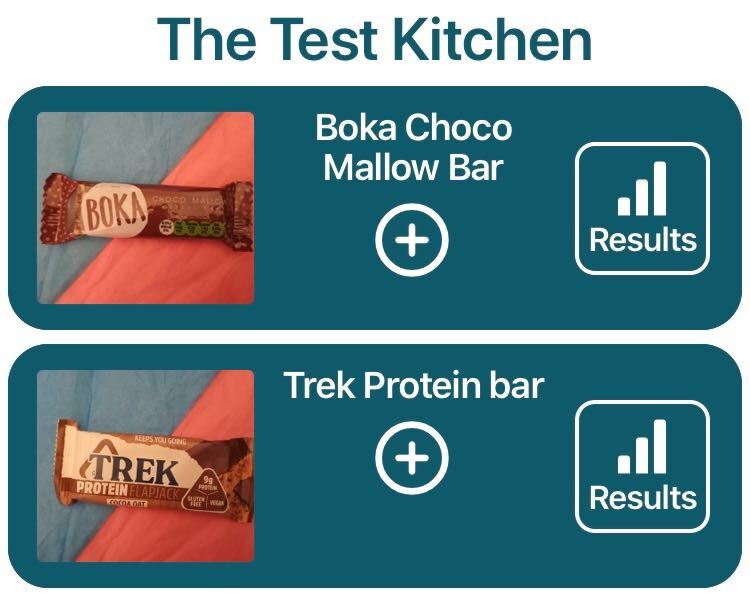 The Test Kitchen
Boka Choco
Mallow Bar
Results
BOKA
CHOCO MALLO
Trek Protein bar
Results
KEEPS YOU GOING
TREK
PROTEIN FLAPJACK
COCOA OAT
9g
PROTEIN
GLUTEN
FREE
VEGAN